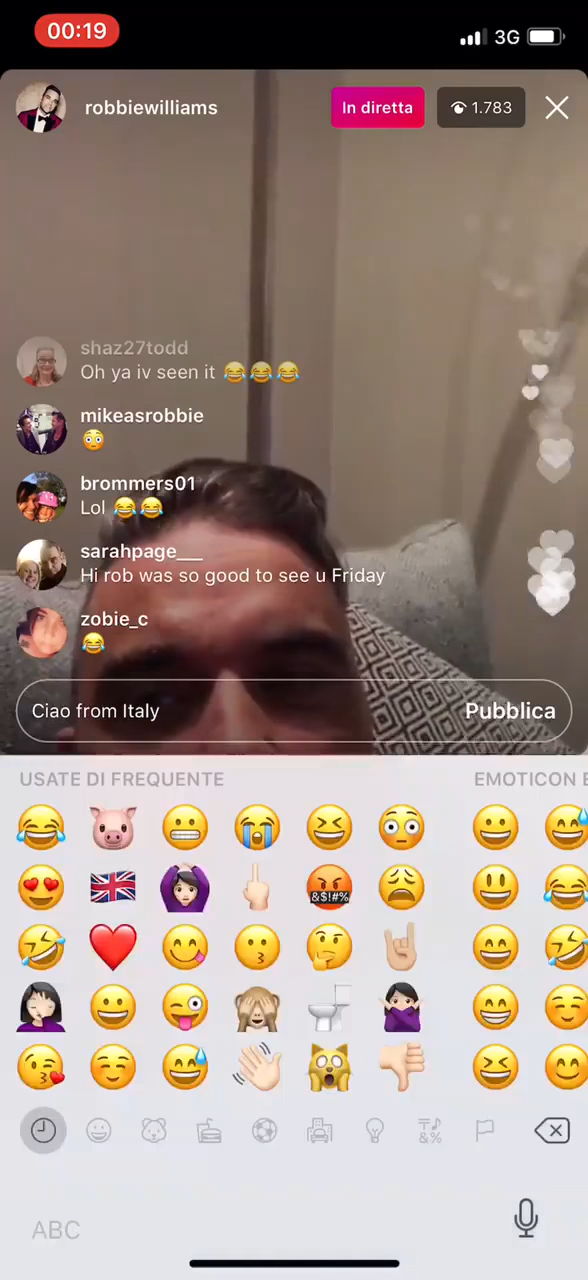 00:19
3G
robbiewilliams
In diretta
1.783
shaz27todd
Oh ya iv seen it 😂😂😂
mikeasrobbie
😳
brommers01
Lol 😂😂
sarahpage___
Hi rob was so good to see u Friday
zobie_c
😂
Ciao from Italy
Pubblica
USATE DI FREQUENTE
EMOTICON E
&$!#%
ABC